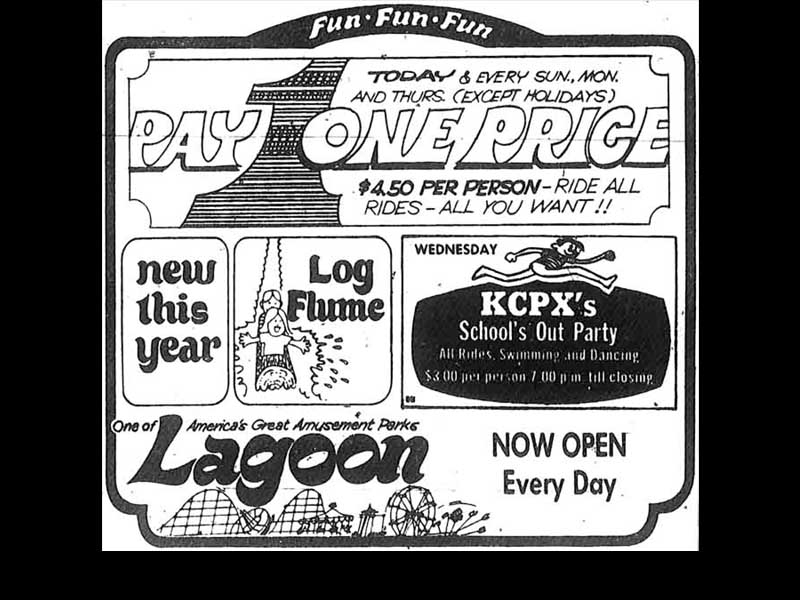 Fun·Fun·Fun
TODAY & EVERY SUN., MON.
AND THURS. (EXCEPT HOLIDAYS)
PAY 1 ONE PRICE
$4.50 PER PERSON–RIDE ALL
RIDES–ALL YOU WANT!!
new
this
year
Log
Flume
WEDNESDAY
KCPX's
School's Out Party
All Rides, Swimming and Dancing
$3.00 per person 7:00 p.m. till closing
One of America's Great Amusement Parks
Lagoon
NOW OPEN
Every Day